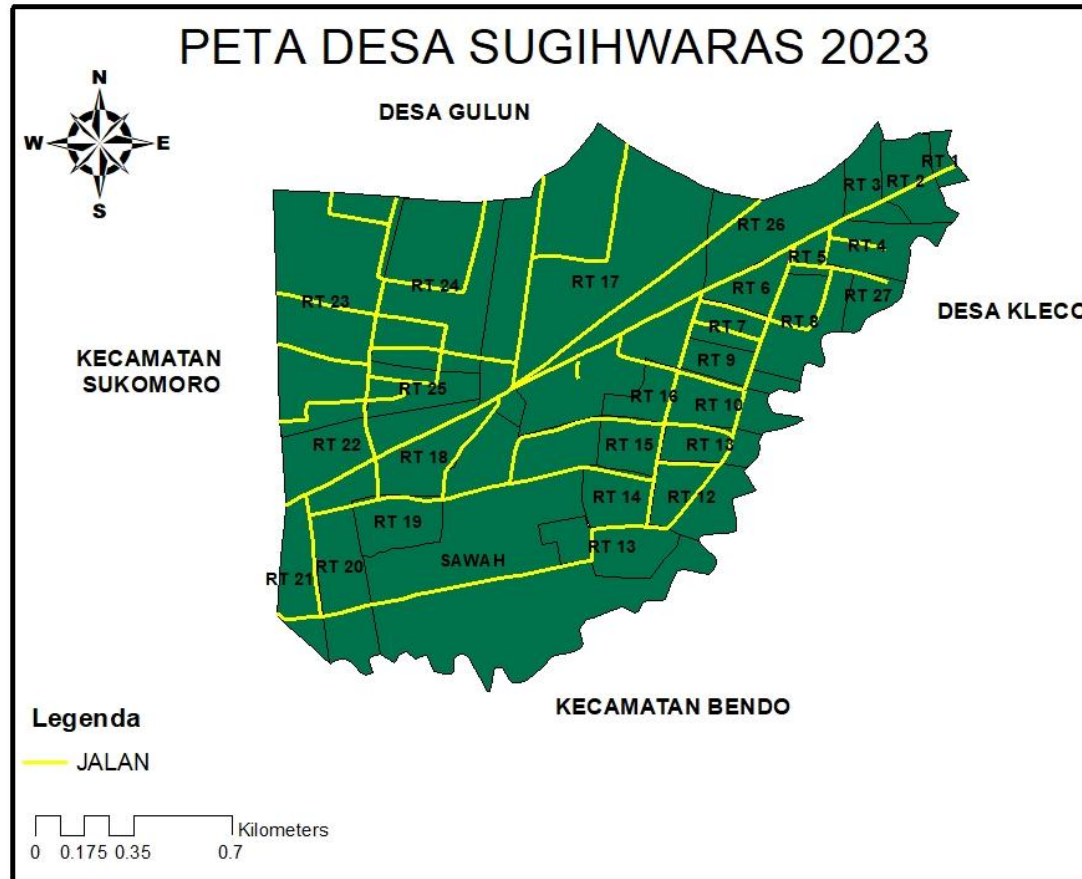 PETA DESA SUGIHWARAS 2023
N
W E
S
DESA GULUN
RT 1
RT 3 RT 2
RT 26
RT 4
RT 5
RT 17 RT 6
RT 24
RT 27
RT 23
DESA KLECO
RT 8
RT 7
KECAMATAN
SUKOMORO
RT 9
RT 25
RT 16 RT 10
RT 22 RT 18 RT 15 RT 13
RT 14 RT 12
RT 19
RT 13
SAWAH
RT 20
RT 21
KECAMATAN BENDO
Legenda
JALAN
Kilometers
0 0.175 0.35 0.7